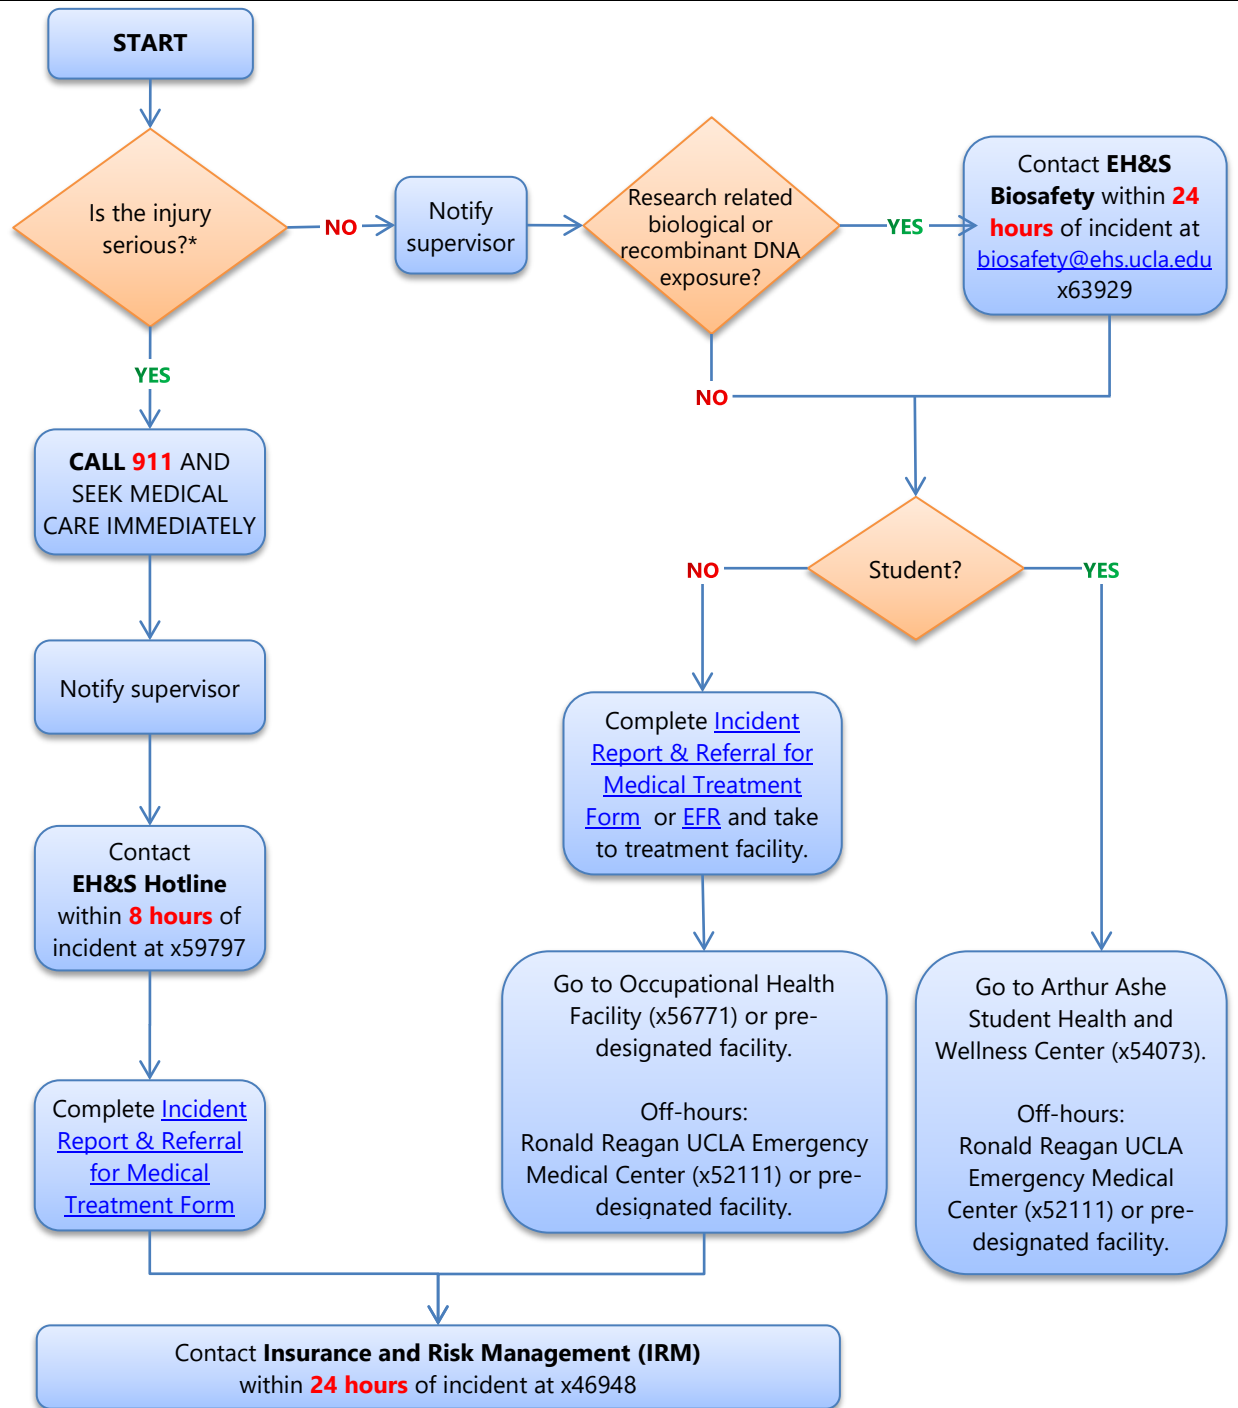 START
Is the injury
serious?*
NO
Notify
supervisor
Research related
biological or
recombinant DNA
exposure?
YES
Contact EH&S
Biosafety within 24
hours of incident at
biosafety@ehs.ucla.edu
x63929
YES
NO
CALL 911 AND
SEEK MEDICAL
CARE IMMEDIATELY
Student?
NO
YES
Notify supervisor
Complete Incident
Report & Referral for
Medical Treatment
Form or EFR and take
to treatment facility.
Contact
EH&S Hotline
within 8 hours of
incident at x59797
Go to Occupational Health
Facility (x56771) or pre-
designated facility.
Off-hours:
Ronald Reagan UCLA Emergency
Medical Center (x52111) or pre-
designated facility.
Go to Arthur Ashe
Student Health and
Wellness Center (x54073).
Off-hours:
Ronald Reagan UCLA
Emergency Medical
Center (x52111) or pre-
designated facility.
Complete Incident
Report & Referral
for Medical
Treatment Form
Contact Insurance and Risk Management (IRM)
within 24 hours of incident at x46948